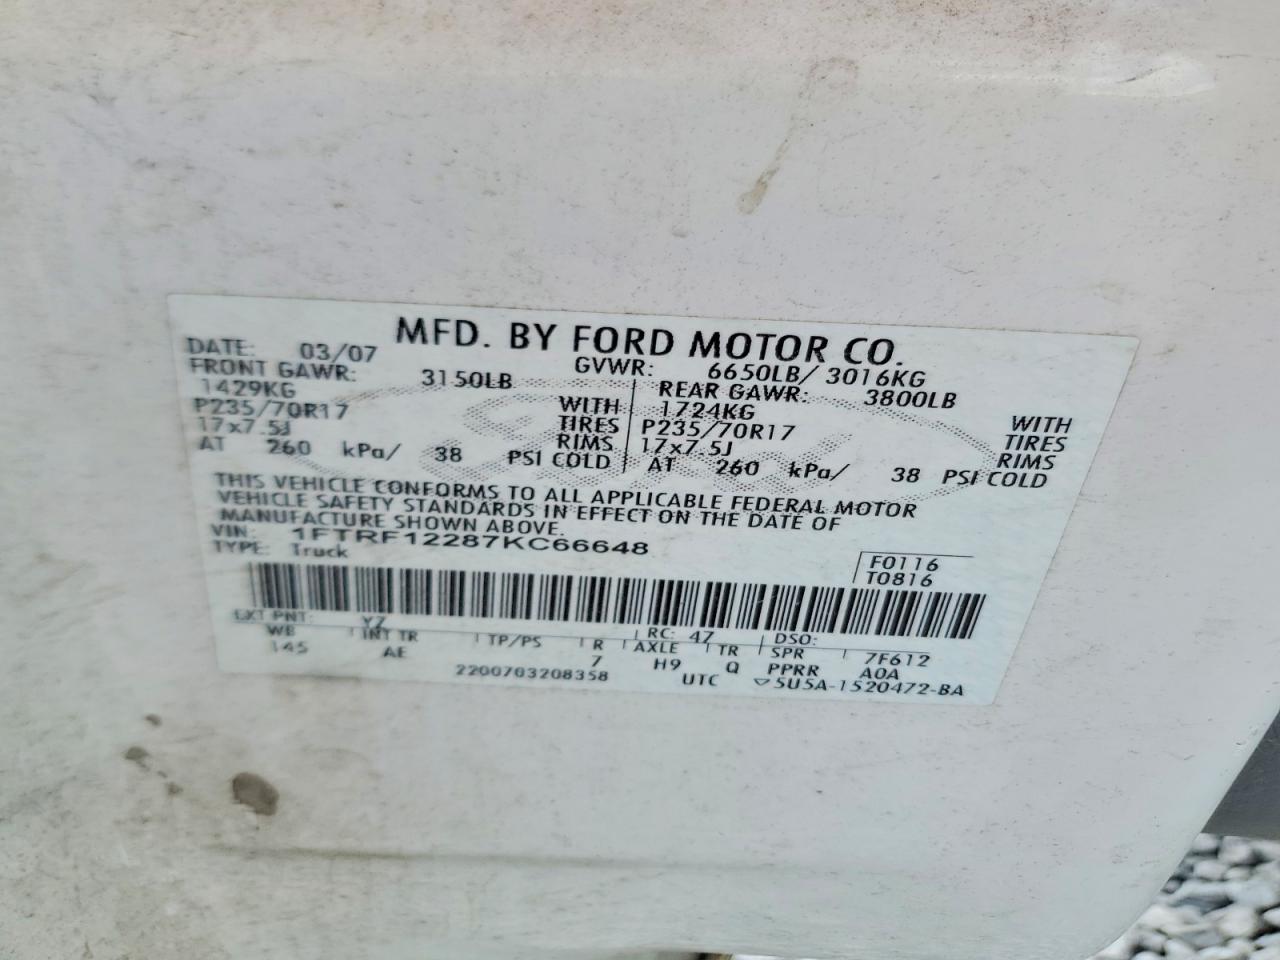 MFD. BY FORD MOTOR CO.
DATE: 03/07 GVWR: 6650LB/ 3016KG
FRONT GAWR: 3150LB REAR GAWR: 3800LB
1429KG WITH 1724KG WITH
P235/70R17 TIRES P235/70R17 TIRES
17x7.5J RIMS 17x7.5J RIMS
AT 260 kPa/ 38 PSI COLD AT 260 kPa/ 38 PSI COLD
THIS VEHICLE CONFORMS TO ALL APPLICABLE FEDERAL MOTOR
VEHICLE SAFETY STANDARDS IN EFFECT ON THE DATE OF
MANUFACTURE SHOWN ABOVE.
VIN: 1FTRF12287KC66648
TYPE: Truck F0116
T0816
EXT PNT: YZ RC: 47 DSO:
WB INT TR TP/PS R AXLE TR SPR 7F612
145 AE 7 H9 Q PPRR A0A
2200703208358 UTC ▽5U5A-1520472-BA
Ford